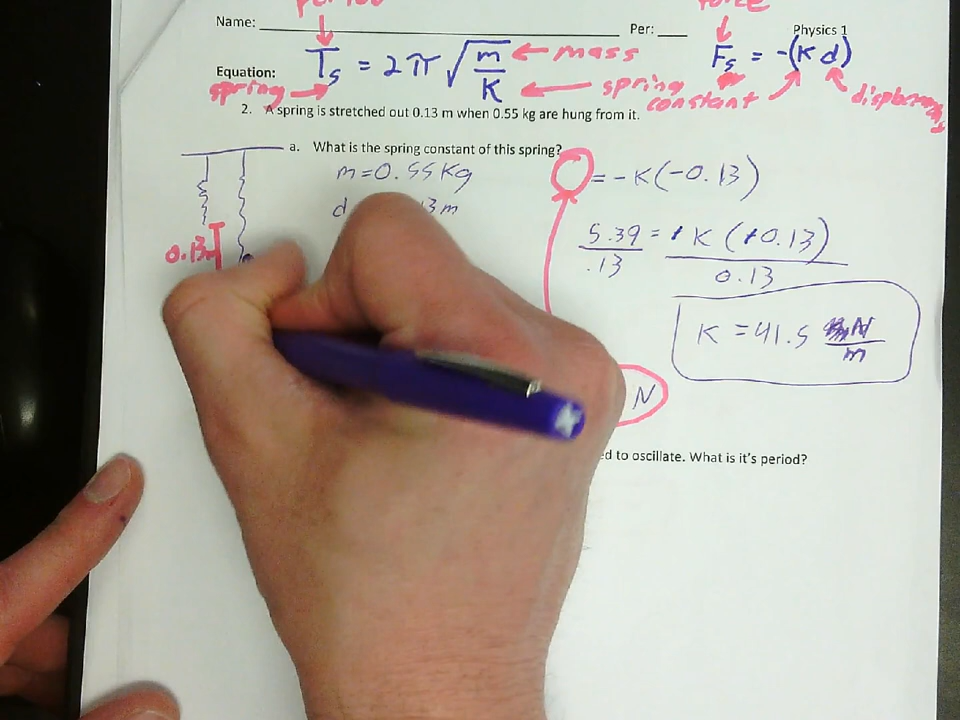 period force
Name: Per: Physics 1
Equation: Ts = 2π √(m/K) ← mass Fs = -(K d)
spring → ← spring constant displacement
2. A spring is stretched out 0.13 m when 0.55 kg are hung from it.
a. What is the spring constant of this spring?
m=0.55Kg = -K(-0.13)
d 13m
0.13m
5.39/.13 = +K (+0.13)/0.13
K = 41.5 N/m
N
ed to oscillate. What is it's period?